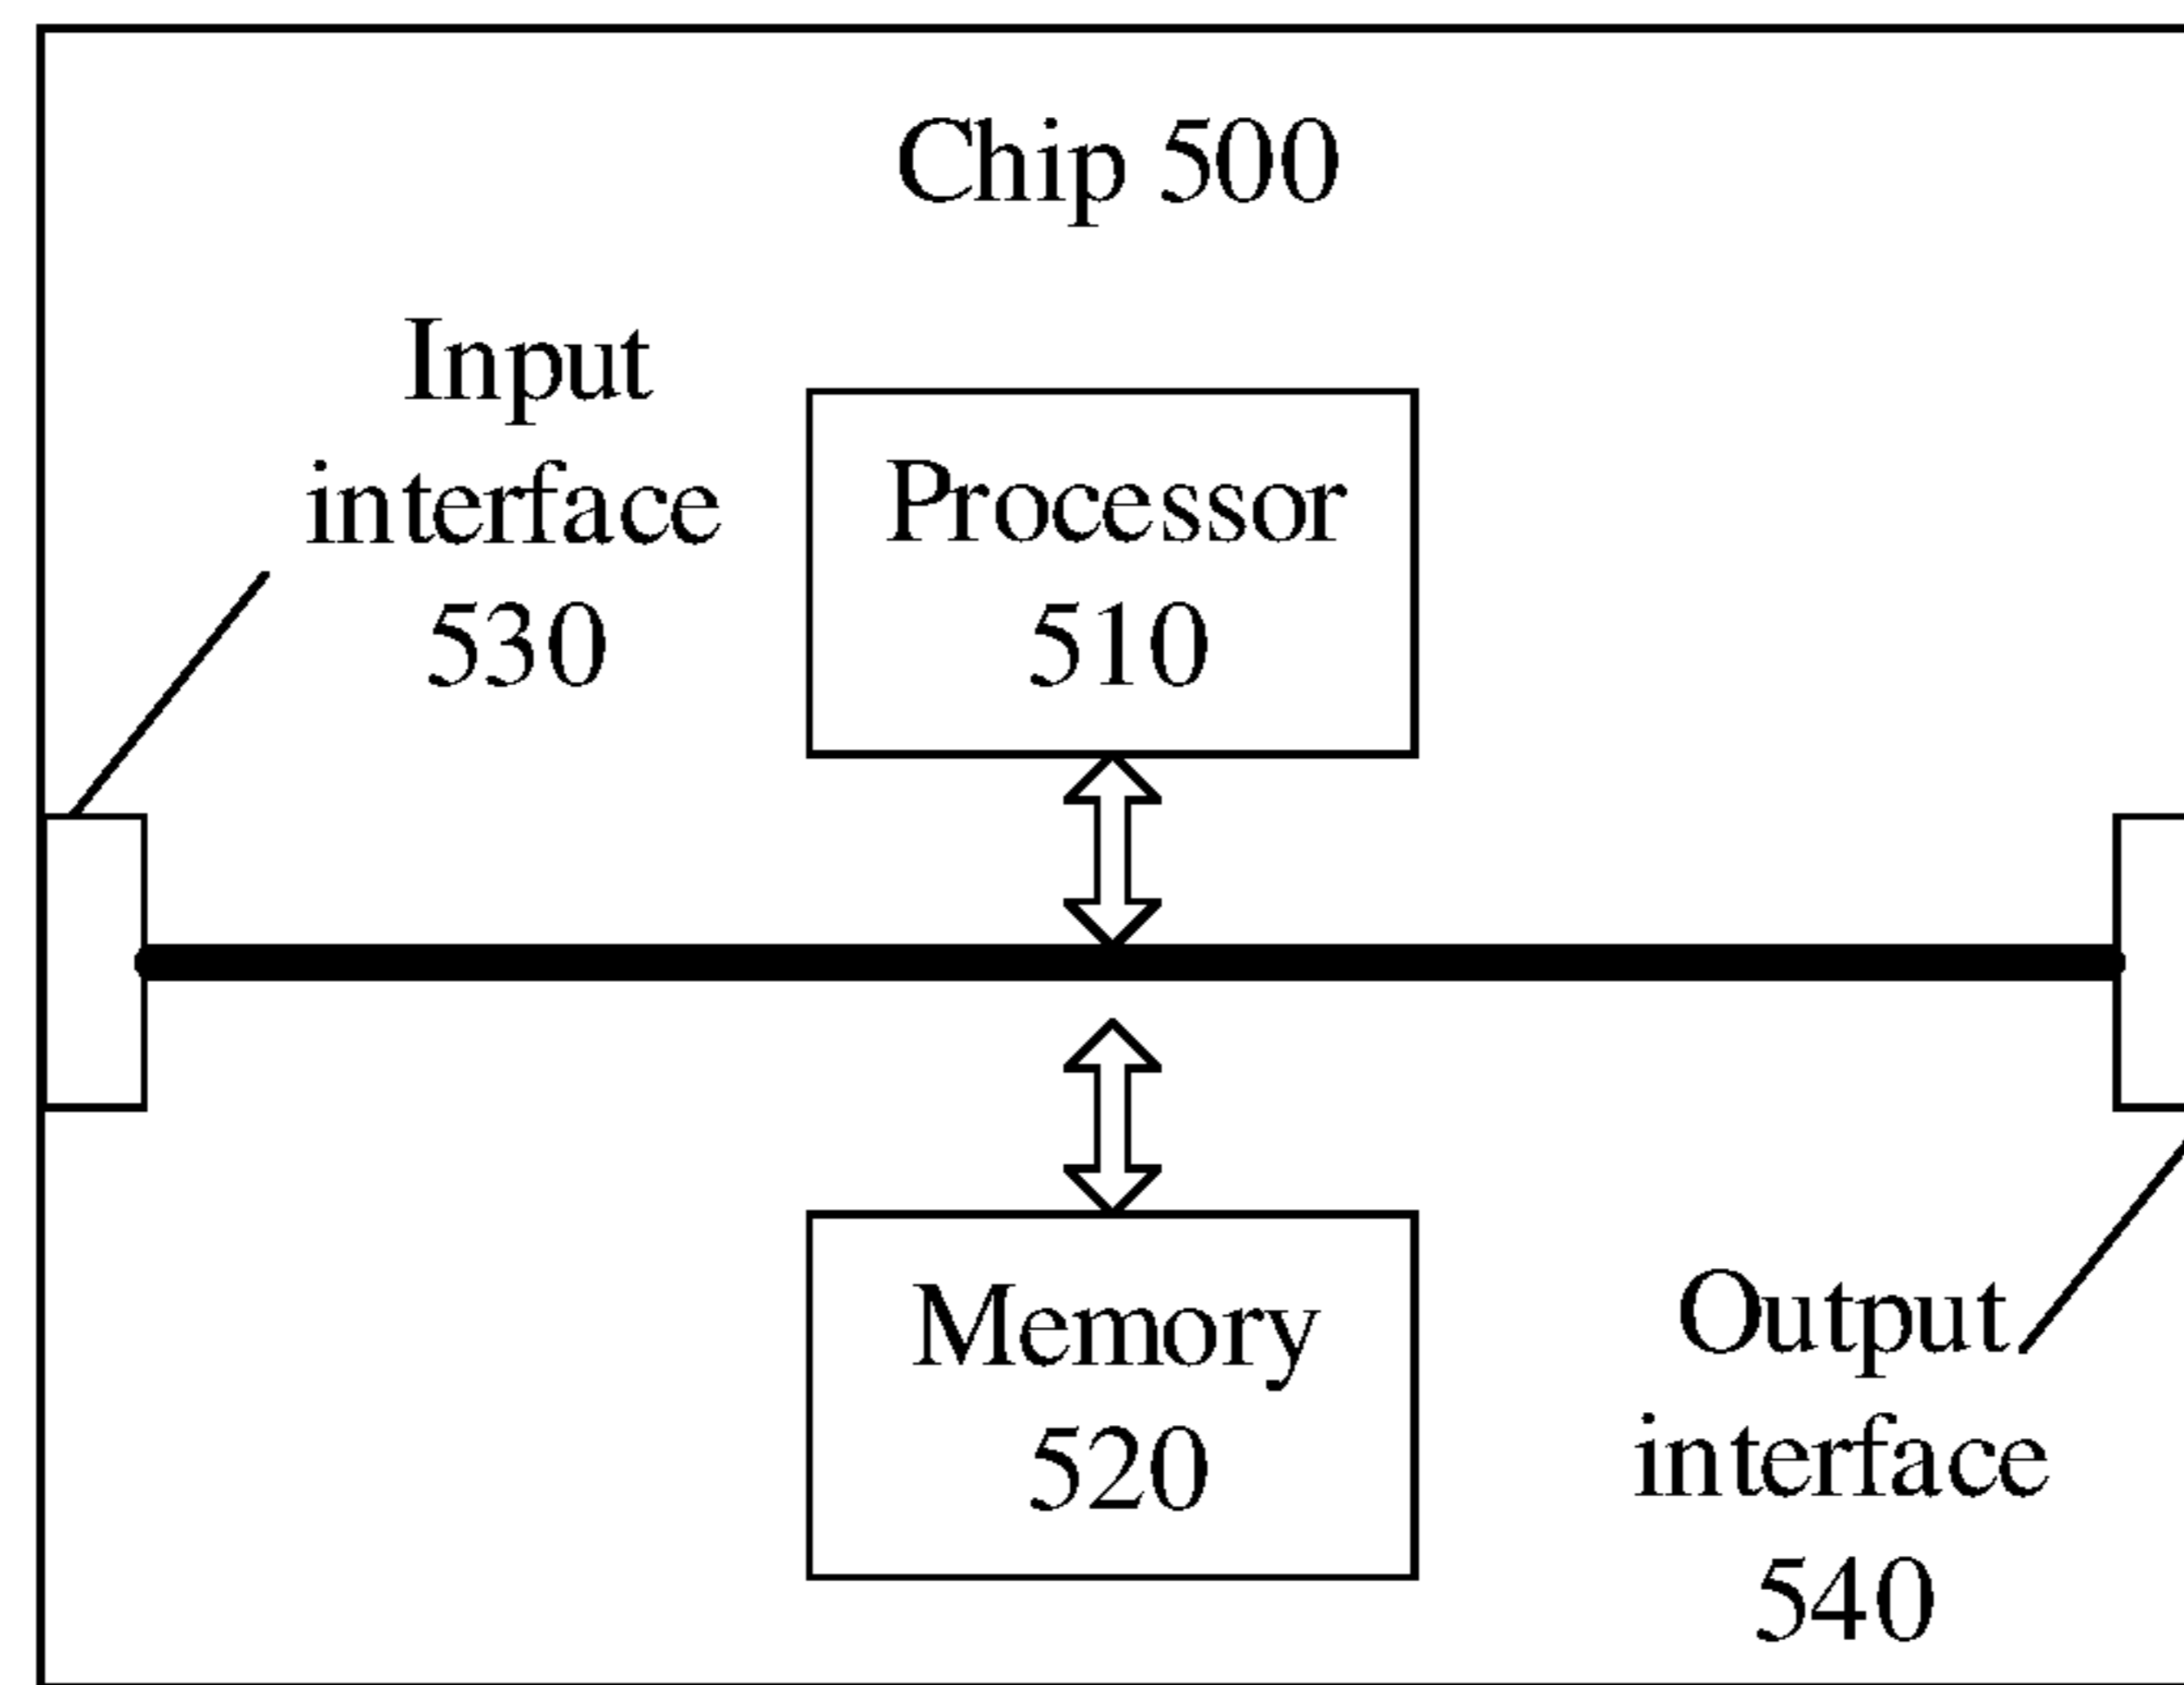 Chip 500
Input
interface
530
Processor
510
Memory
520
Output
interface
540